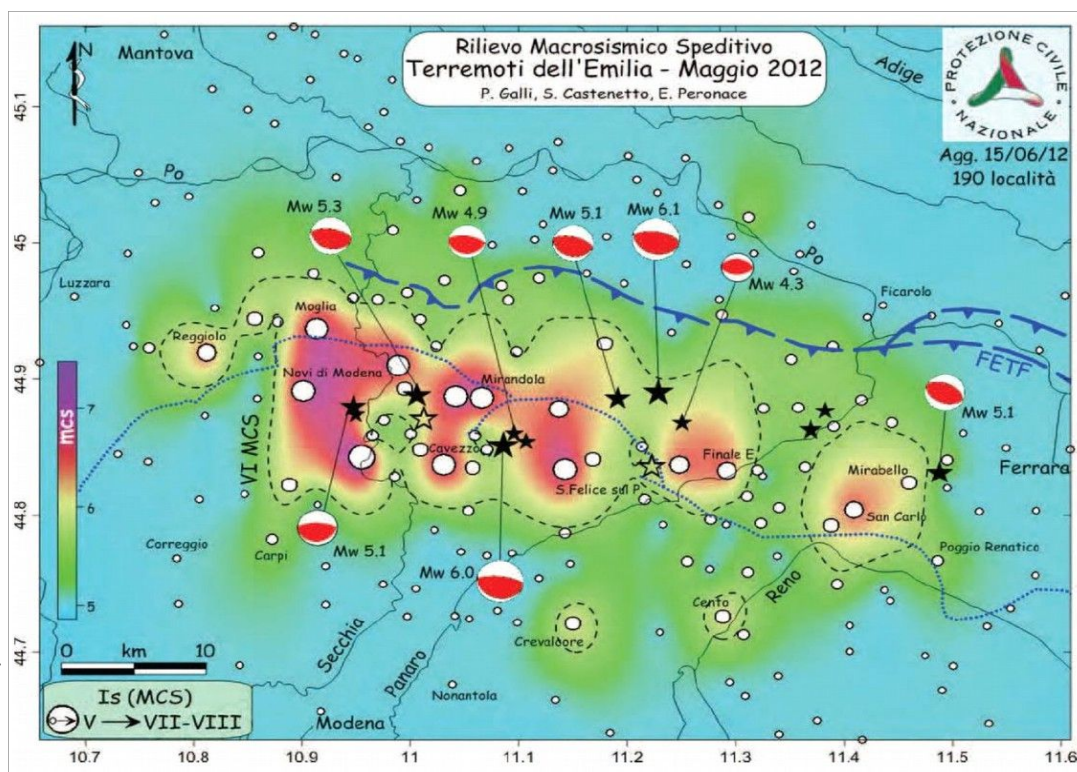 Rilievo Macrosismico Speditivo
Terremoti dell'Emilia - Maggio 2012
P. Galli, S. Castenetto, E. Peronace
PROTEZIONE CIVILE
NAZIONALE
Agg. 15/06/12
190 località
N
Mantova
Adige
Po
Mw 5.3
Mw 4.9
Mw 5.1
Mw 6.1
Mw 4.3
Po
Luzzara
Ficarolo
Moglia
Reggiolo
FETF
Novi di Modena
Mirandola
Mw 5.1
VI MCS
Cavezzo
Finale E.
Mirabello
Ferrara
S.Felice sul P.
San Carlo
Correggio
Carpi
Mw 5.1
Poggio Renatico
Mw 6.0
Reno
Cento
Crevalcore
Secchia
Panaro
Nonantola
Modena
mcs
7
6
5
0 km 10
Is (MCS)
V VII-VIII
45.1
45
44.9
44.8
44.7
10.7 10.8 10.9 11 11.1 11.2 11.3 11.4 11.5 11.6